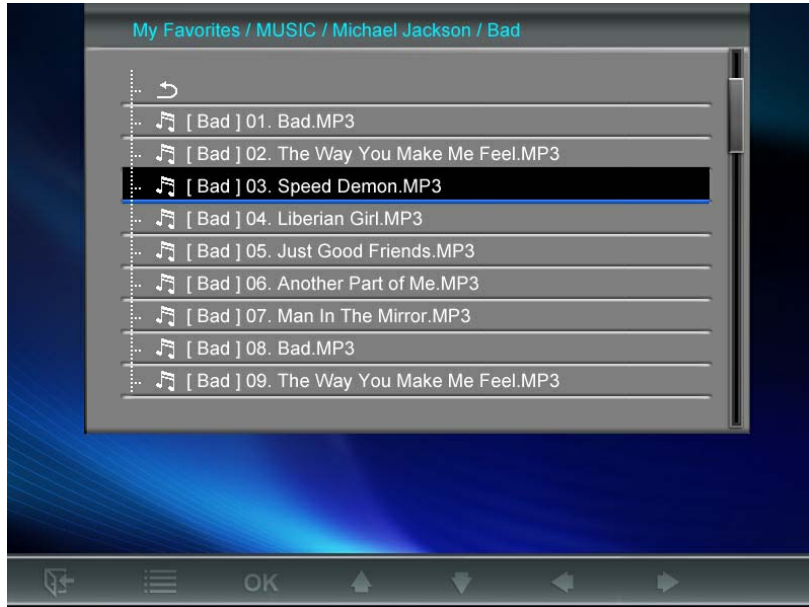 My Favorites / MUSIC / Michael Jackson / Bad
[ Bad ] 01. Bad.MP3
[ Bad ] 02. The Way You Make Me Feel.MP3
[ Bad ] 03. Speed Demon.MP3
[ Bad ] 04. Liberian Girl.MP3
[ Bad ] 05. Just Good Friends.MP3
[ Bad ] 06. Another Part of Me.MP3
[ Bad ] 07. Man In The Mirror.MP3
[ Bad ] 08. Bad.MP3
[ Bad ] 09. The Way You Make Me Feel.MP3
OK